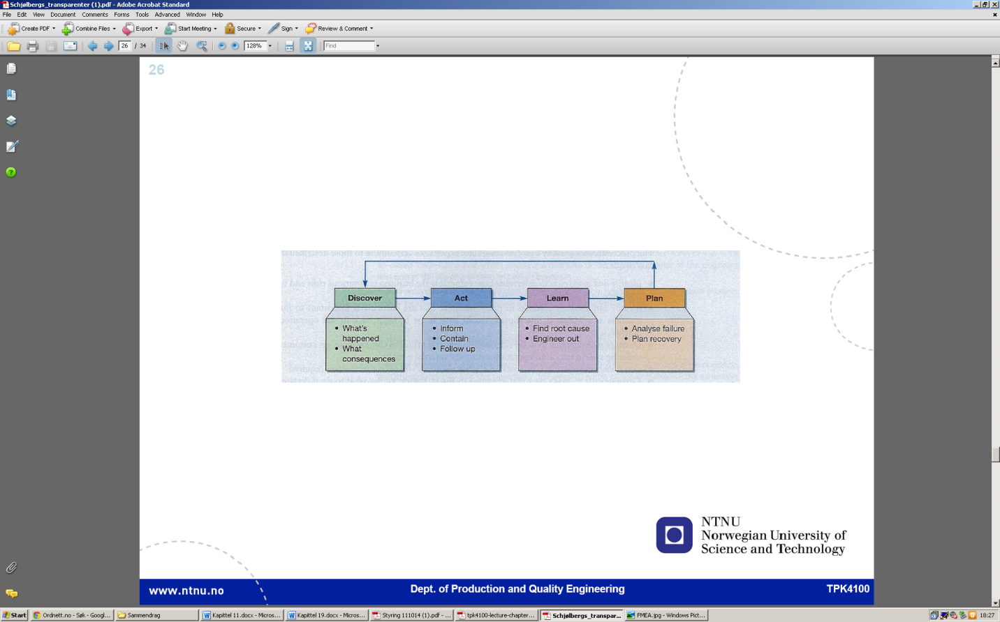 Schjølbergs_transparenter (1).pdf - Adobe Acrobat Standard
File Edit View Document Comments Forms Tools Advanced Window Help
Create PDF Combine Files Export Start Meeting Secure Sign Review & Comment
26 / 34 128% Find
26
Discover Act Learn Plan
• What's happened
• What consequences
• Inform
• Contain
• Follow up
• Find root cause
• Engineer out
• Analyse failure
• Plan recovery
NTNU
Norwegian University of
Science and Technology
www.ntnu.no Dept. of Production and Quality Engineering TPK4100
Start Ordnett.no - Søk - Googl... Sammendrag Kapittel 11.docx - Micros... Kapittel 19.docx - Micros... Styring 111014 (1).pdf - ... tpk4100-lecture-chapter... Schjølbergs_transpar... FMEA.jpg - Windows Pict... 18:27